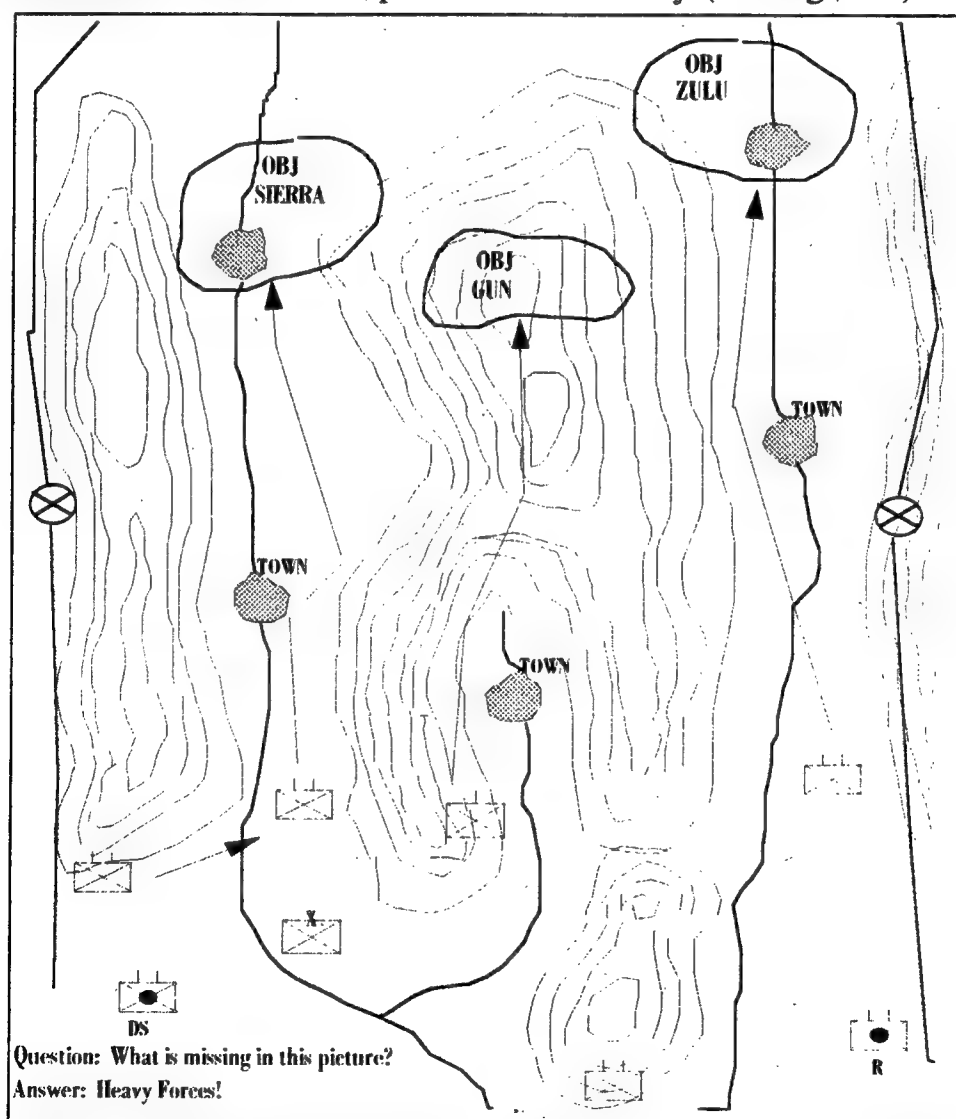 OBJ
ZULU
OBJ
SIERRA
OBJ
GUN
TOWN
TOWN
TOWN
X
DS
R
Question: What is missing in this picture?
Answer: Heavy Forces!